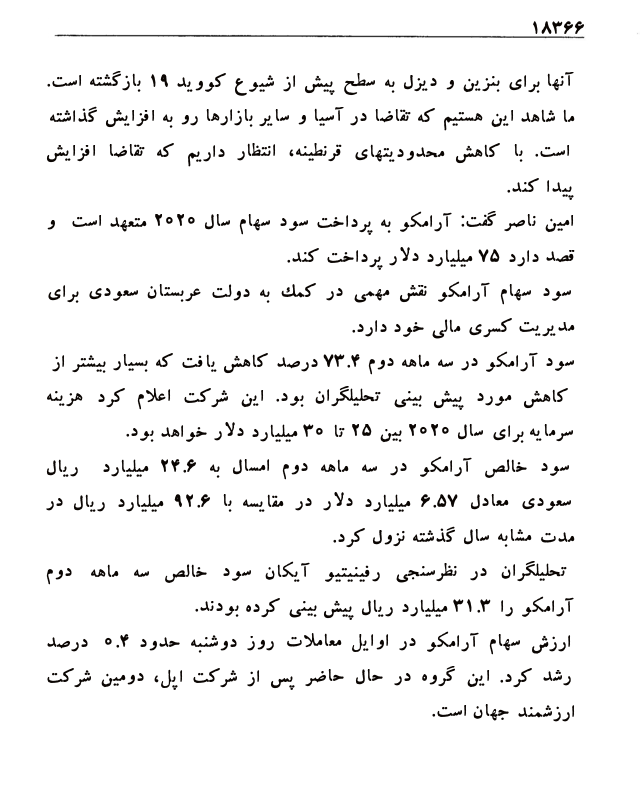 ۱۸۳۶۶
آنها برای بنزین و دیزل به سطح پیش از شیوع کووید ۱۹ بازگشته است.
ما شاهد این هستیم که تقاضا در آسیا و سایر بازارها رو به افزایش گذاشته
است. با کاهش محدودیتهای قرنطینه، انتظار داریم که تقاضا افزایش
پیدا کند.
امین ناصر گفت: آرامکو به پرداخت سود سهام سال ۲۰۲۰ متعهد است و
قصد دارد ۷۵ میلیارد دلار پرداخت کند.
سود سهام آرامکو نقش مهمی در کمك به دولت عربستان سعودی برای
مدیریت کسری مالی خود دارد.
سود آرامکو در سه ماهه دوم ۷۳.۴ درصد کاهش یافت که بسیار بیشتر از
کاهش مورد پیش بینی تحلیلگران بود. این شرکت اعلام کرد هزینه
سرمایه برای سال ۲۰۲۰ بین ۲۵ تا ۳۰ میلیارد دلار خواهد بود.
سود خالص آرامکو در سه ماهه دوم امسال به ۲۴.۶ میلیارد ریال
سعودی معادل ۶.۵۷ میلیارد دلار در مقایسه با ۹۲.۶ میلیارد ریال در
مدت مشابه سال گذشته نزول کرد.
تحلیلگران در نظرسنجی رفینیتیو آیکان سود خالص سه ماهه دوم
آرامکو را ۳۱.۳ میلیارد ریال پیش بینی کرده بودند.
ارزش سهام آرامکو در اوایل معاملات روز دوشنبه حدود ۰.۴ درصد
رشد کرد. این گروه در حال حاضر پس از شرکت اپل، دومین شرکت
ارزشمند جهان است.